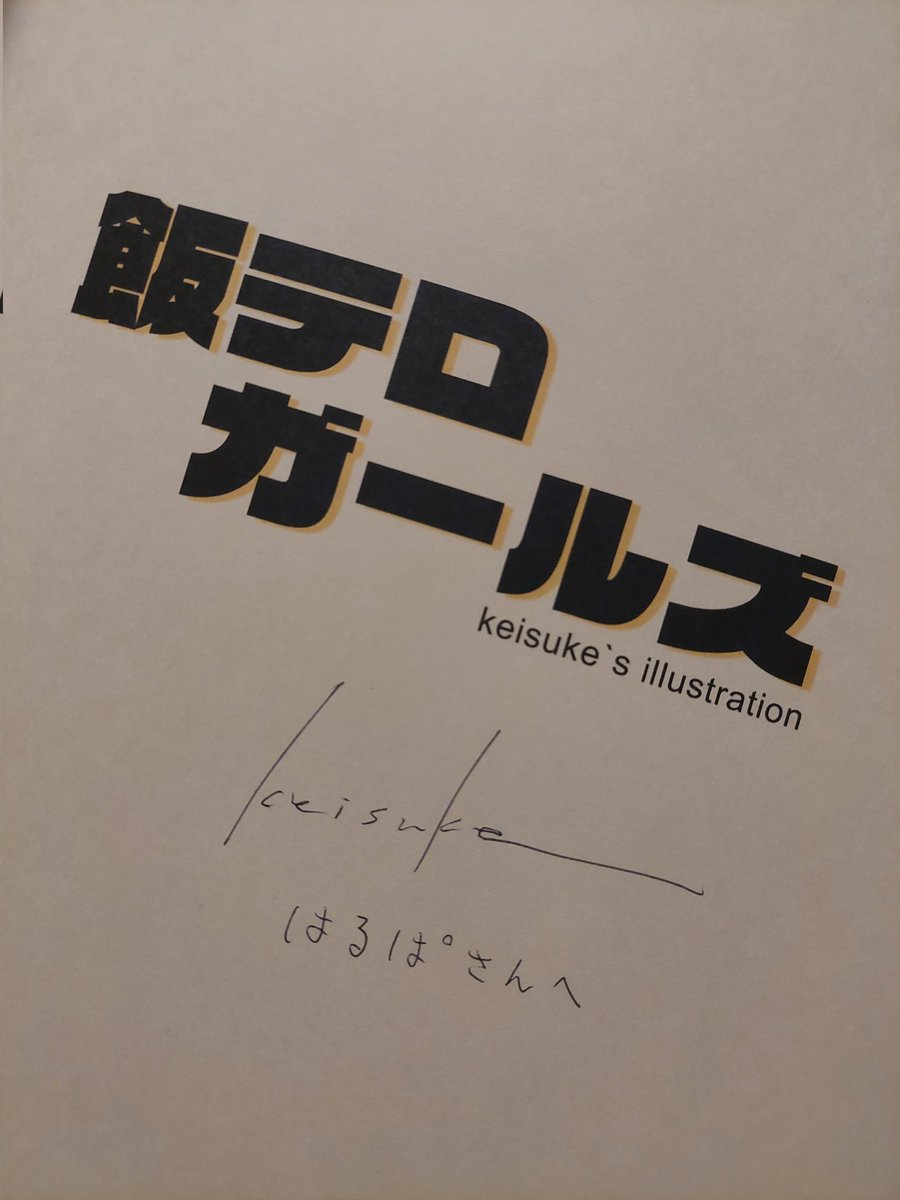 飯テロ
ガールズ
keisuke`s illustration
keisuke
はるぱさんへ